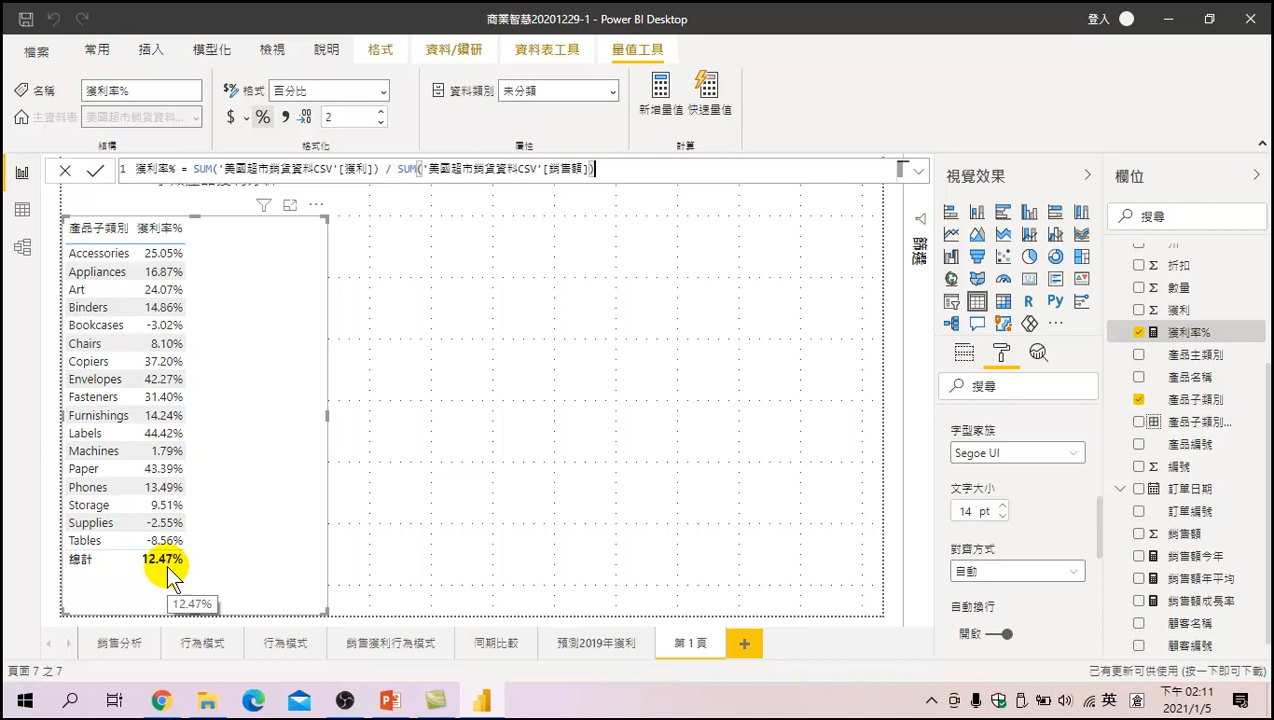 商業智慧20201229-1 - Power BI Desktop
登入
檔案 常用 插入 模型化 檢視 說明 格式 資料/鑽研 資料表工具 量值工具
名稱 獲利率%
主資料表 美國超市銷貨資料...
結構
格式 百分比
$ % 2
格式化
資料類別 未分類
屬性
新增量值 快速量值
計算
1 獲利率% = SUM('美國超市銷貨資料CSV'[獲利]) / SUM('美國超市銷貨資料CSV'[銷售額])
產品子類別 獲利率%
Accessories 25.05%
Appliances 16.87%
Art 24.07%
Binders 14.86%
Bookcases -3.02%
Chairs 8.10%
Copiers 37.20%
Envelopes 42.27%
Fasteners 31.40%
Furnishings 14.24%
Labels 44.42%
Machines 1.79%
Paper 43.39%
Phones 13.49%
Storage 9.51%
Supplies -2.55%
Tables -8.56%
總計 12.47%
12.47%
篩選
視覺效果
R Py
搜尋
字型家族
Segoe UI
文字大小
14 pt
對齊方式
自動
自動換行
開啟
欄位
搜尋
折扣
數量
獲利
獲利率%
產品主類別
產品名稱
產品子類別
產品子類別...
產品編號
編號
訂單日期
訂單編號
銷售額
銷售額今年
銷售額年平均
銷售額成長率
顧客名稱
顧客編號
銷售分析 行為模式 行為模式 銷售獲利行為模式 同期比較 預測2019年獲利 第 1 頁
頁面 7 之 7
已有更新可供使用 (按一下即可下載)
英 倉
下午 02:11
2021/1/5